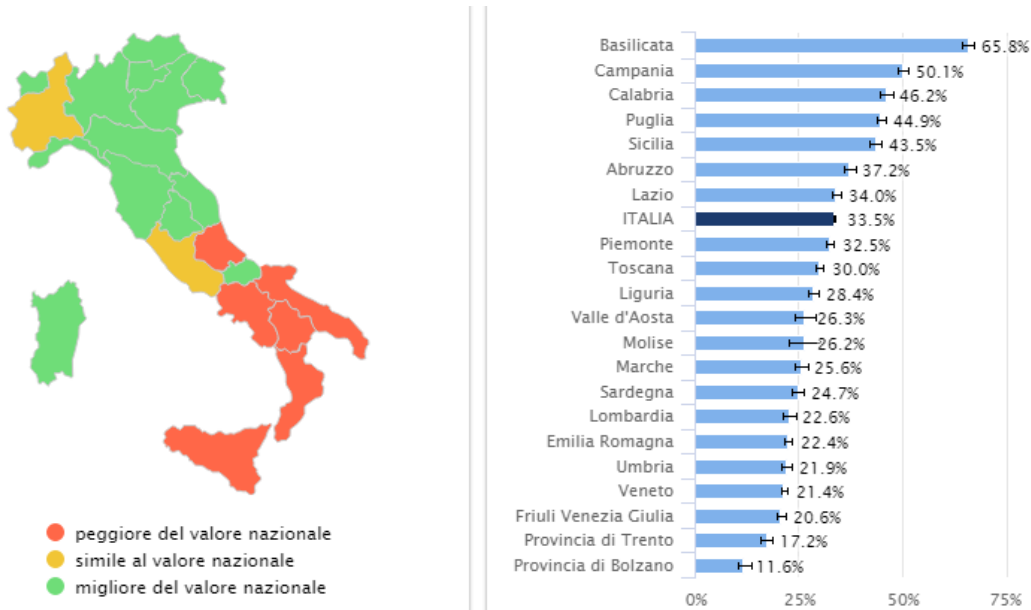 peggiore del valore nazionale
simile al valore nazionale
migliore del valore nazionale
Basilicata 65.8%
Campania 50.1%
Calabria 46.2%
Puglia 44.9%
Sicilia 43.5%
Abruzzo 37.2%
Lazio 34.0%
ITALIA 33.5%
Piemonte 32.5%
Toscana 30.0%
Liguria 28.4%
Valle d'Aosta 26.3%
Molise 26.2%
Marche 25.6%
Sardegna 24.7%
Lombardia 22.6%
Emilia Romagna 22.4%
Umbria 21.9%
Veneto 21.4%
Friuli Venezia Giulia 20.6%
Provincia di Trento 17.2%
Provincia di Bolzano 11.6%
0% 25% 50% 75%